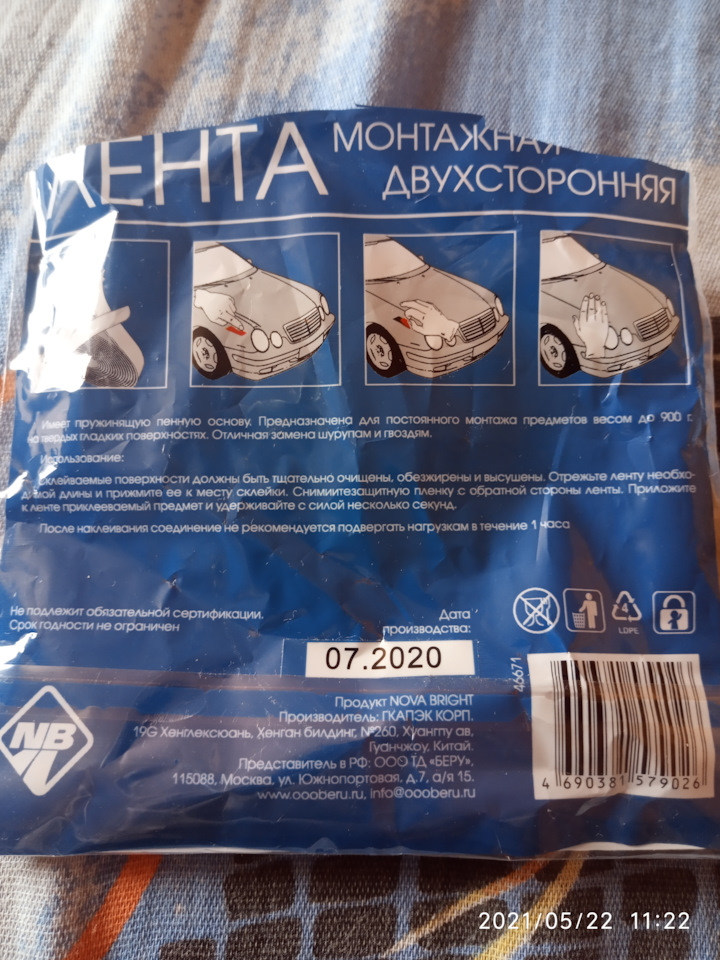 ЛЕНТА
МОНТАЖНАЯ
ДВУХСТОРОННЯЯ
Имеет пружинящую пенную основу. Предназначена для постоянного монтажа предметов весом до 900 г.
на твердых гладких поверхностях. Отличная замена шурупам и гвоздям.
Использование:
Склеиваемые поверхности должны быть тщательно очищены, обезжирены и высушены. Отрежьте ленту необхо-
димой длины и прижмите ее к месту склейки. Снимиитезащитную пленку с обратной стороны ленты. Приложите
к ленте приклееваемый предмет и удерживайте с силой несколько секунд.
После наклеивания соединение не рекомендуется подвергать нагрузкам в течение 1 часа
Не подлежит обязательной сертификации.
Срок годности не ограничен
Дата
производства:
07.2020
4
LDPE
46671
NB
Продукт NOVA BRIGHT
Производитель: ГКАПЭК КОРП.
19G Хенглексюань, Хенган билдинг, №260, Хуангпу ав,
Гуанчжоу, Китай.
Представитель в РФ: ООО ТД «БЕРУ»,
115088, Москва, ул. Южнопортовая, д.7, а/я 15.
www.oooberu.ru, info@oooberu.ru
4 690381 579026
2021/05/22 11:22